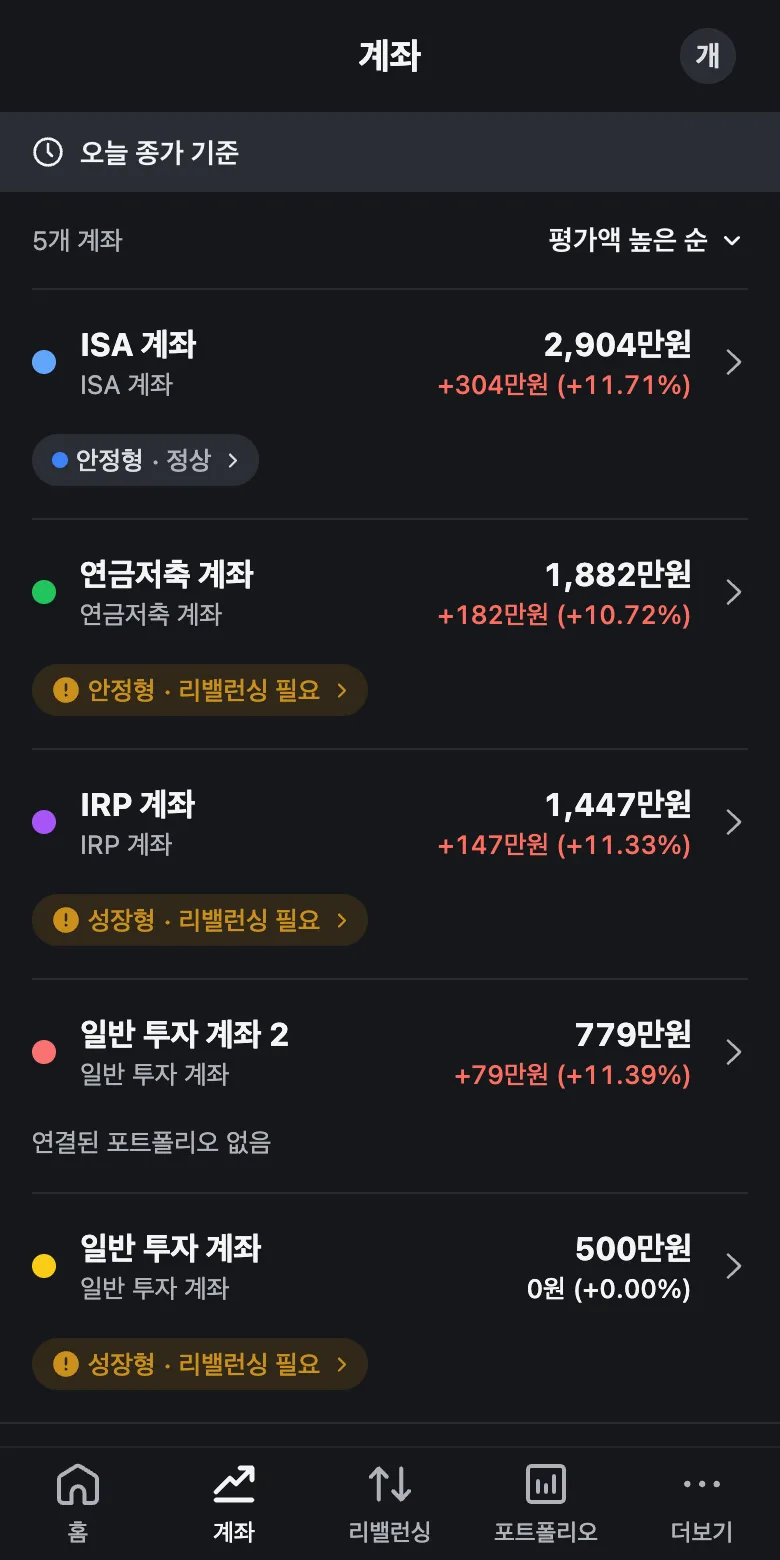 계좌
개
오늘 종가 기준
5개 계좌
평가액 높은 순
ISA 계좌
2,904만원
ISA 계좌
+304만원 (+11.71%)
안정형 · 정상
연금저축 계좌
1,882만원
연금저축 계좌
+182만원 (+10.72%)
안정형 · 리밸런싱 필요
IRP 계좌
1,447만원
IRP 계좌
+147만원 (+11.33%)
성장형 · 리밸런싱 필요
일반 투자 계좌 2
779만원
일반 투자 계좌
+79만원 (+11.39%)
연결된 포트폴리오 없음
일반 투자 계좌
500만원
일반 투자 계좌
0원 (+0.00%)
성장형 · 리밸런싱 필요
홈
계좌
리밸런싱
포트폴리오
더보기